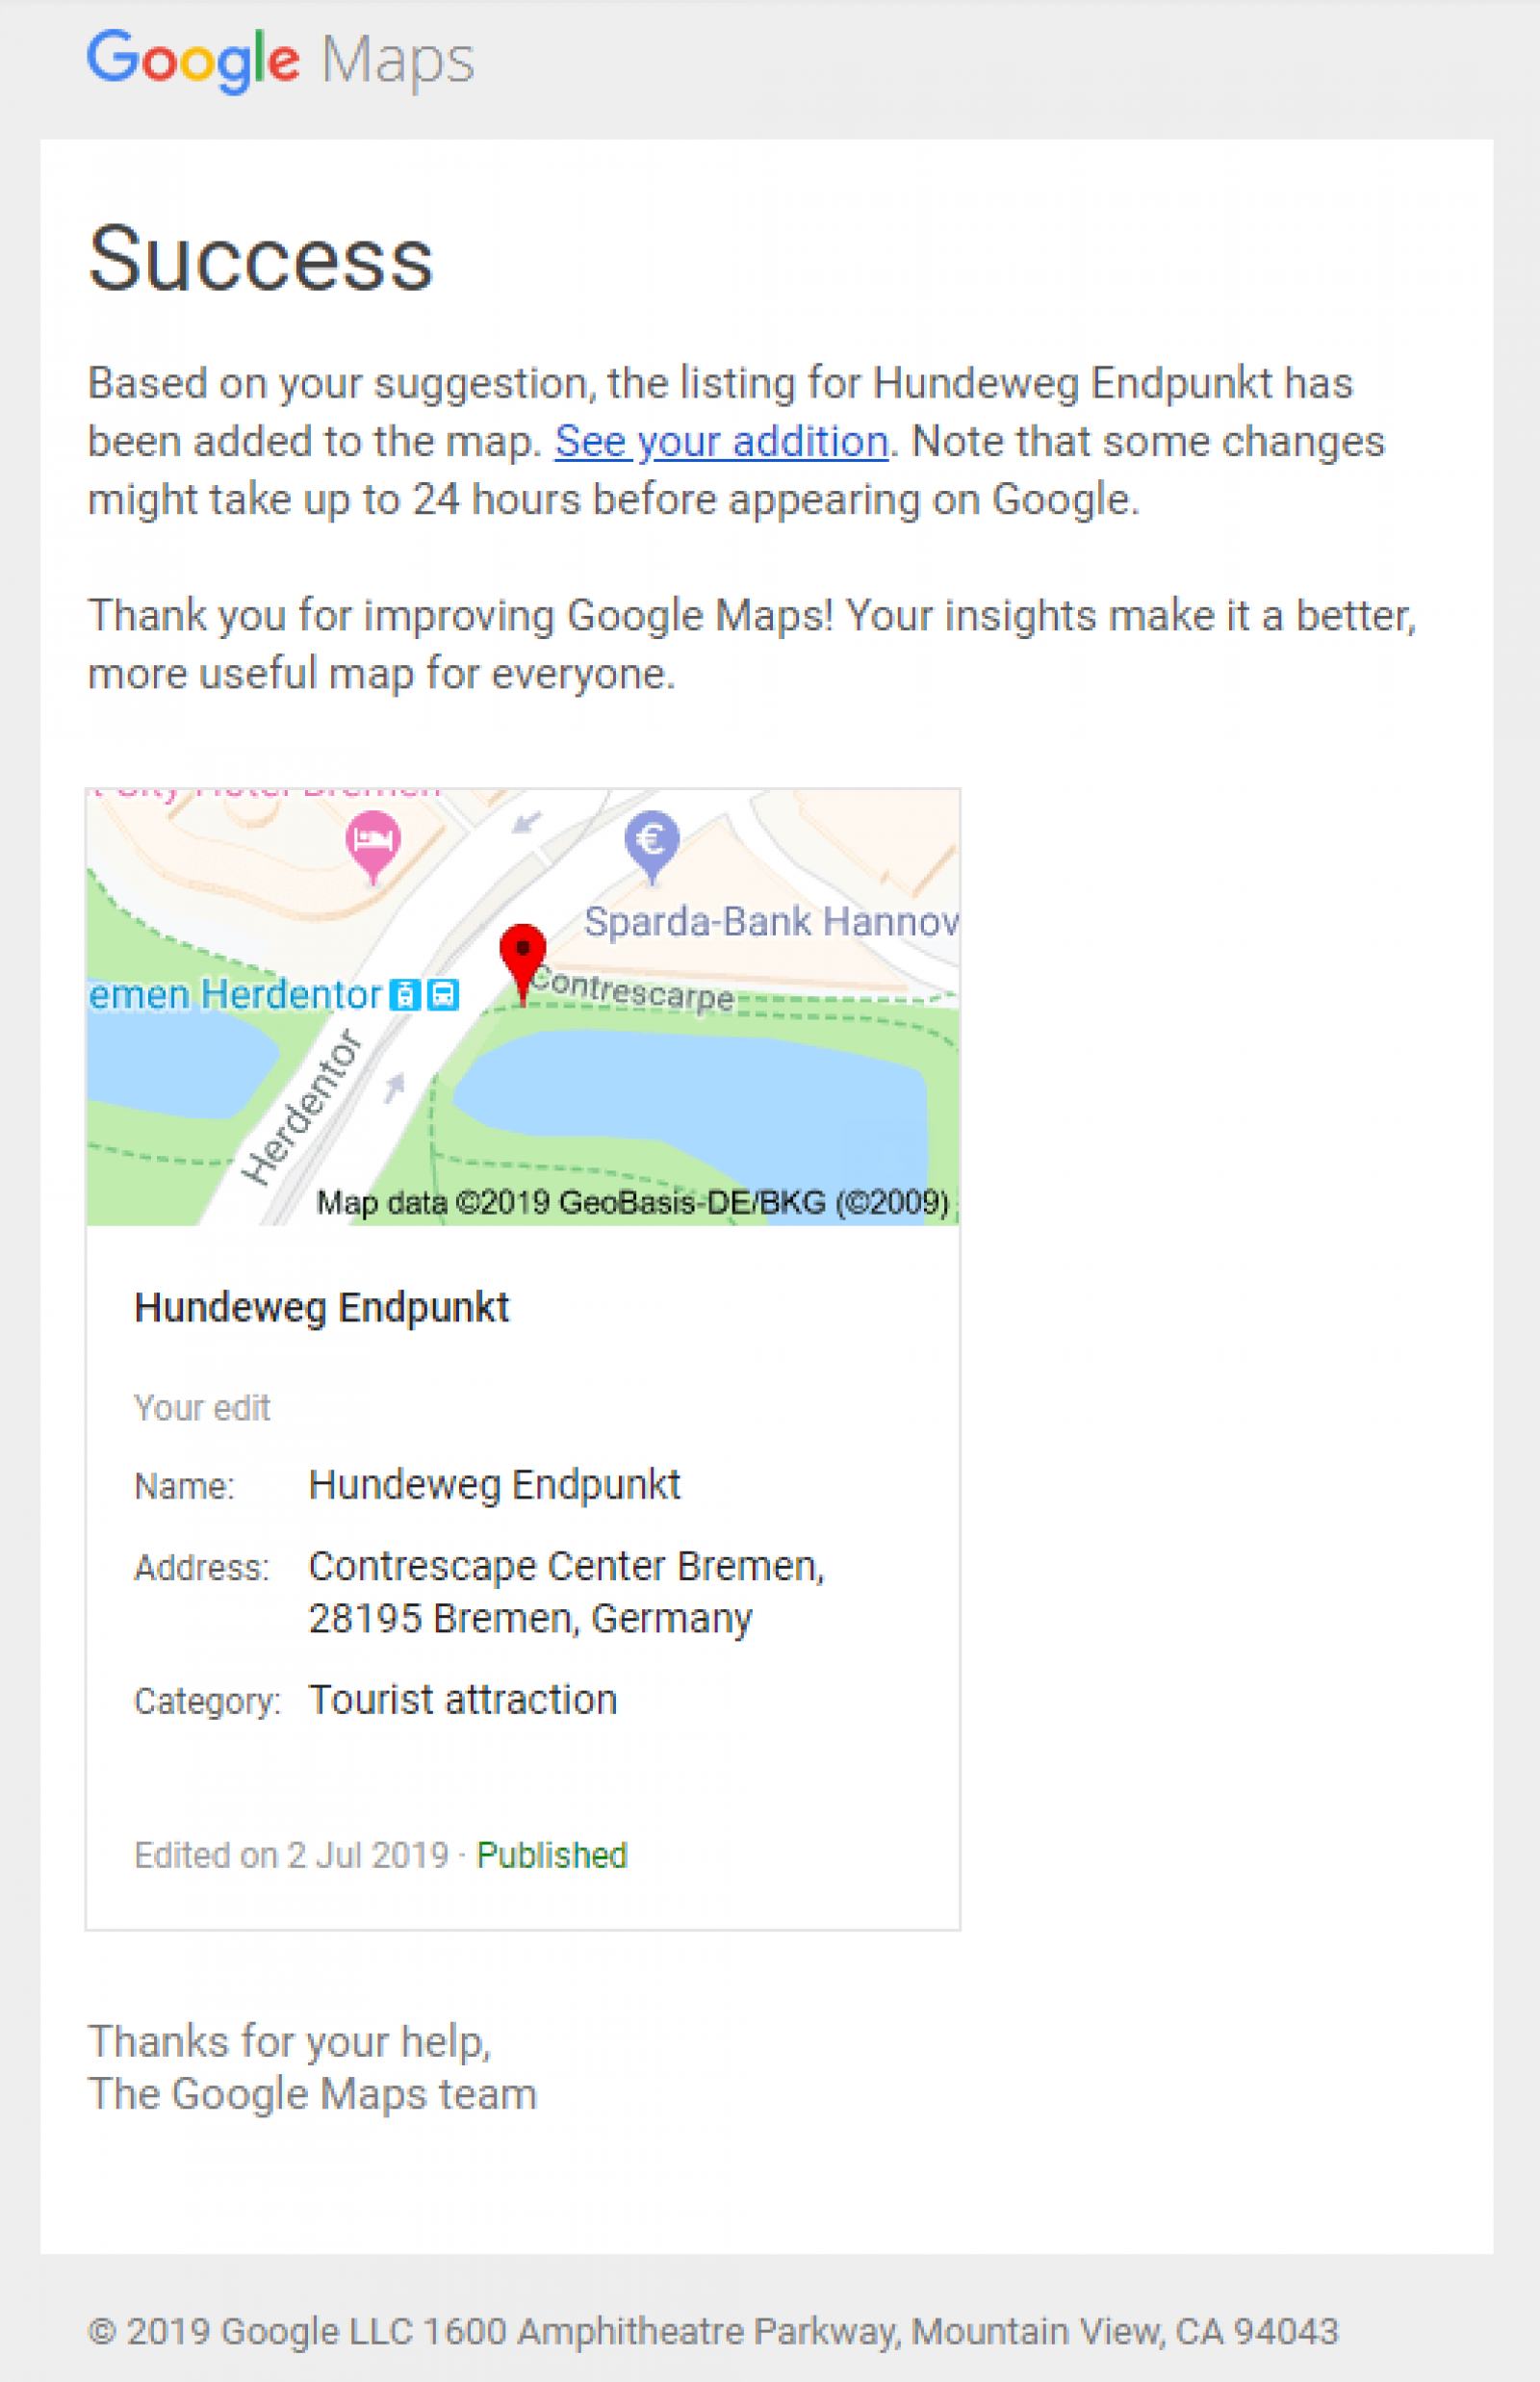 Google Maps
Success
Based on your suggestion, the listing for Hundeweg Endpunkt has
been added to the map. See your addition. Note that some changes
might take up to 24 hours before appearing on Google.
Thank you for improving Google Maps! Your insights make it a better,
more useful map for everyone.
t City Hotel Bremen
€
Sparda-Bank Hannov
emen Herdentor
Contrescarpe
Herdentor
Map data ©2019 GeoBasis-DE/BKG (©2009)
Hundeweg Endpunkt
Your edit
Name: Hundeweg Endpunkt
Address: Contrescape Center Bremen,
28195 Bremen, Germany
Category: Tourist attraction
Edited on 2 Jul 2019 · Published
Thanks for your help,
The Google Maps team
© 2019 Google LLC 1600 Amphitheatre Parkway, Mountain View, CA 94043